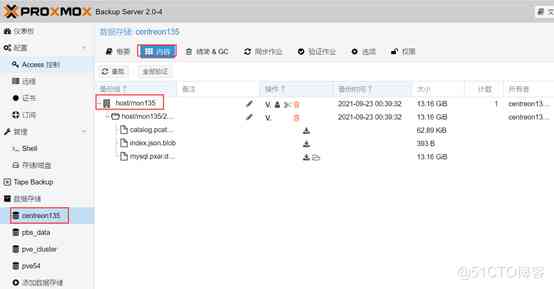 PROXMOX Backup Server 2.0-4
仪表板
配置
Access 控制
远程
证书
订阅
管理
Shell
存储/磁盘
Tape Backup
数据存储
centreon135
pbs_data
pve_cluster
pve54
添加数据存储
数据存储: centreon135
概要 内容 精简 & GC 同步作业 验证作业 选项 权限
重载 全部验证
备份组 备注 操作 备份时间 大小 计数 所有者
host/mon135 V. 2021-09-23 00:39:32 13.16 GiB 1 centreon13...
host/mon135/2... V. 2021-09-23 00:39:32 13.16 GiB centreon13...
catalog.pcat... 62.89 KiB
index.json.blob 393 B
mysql.pxar.d... 13.16 GiB
@51CTO博客